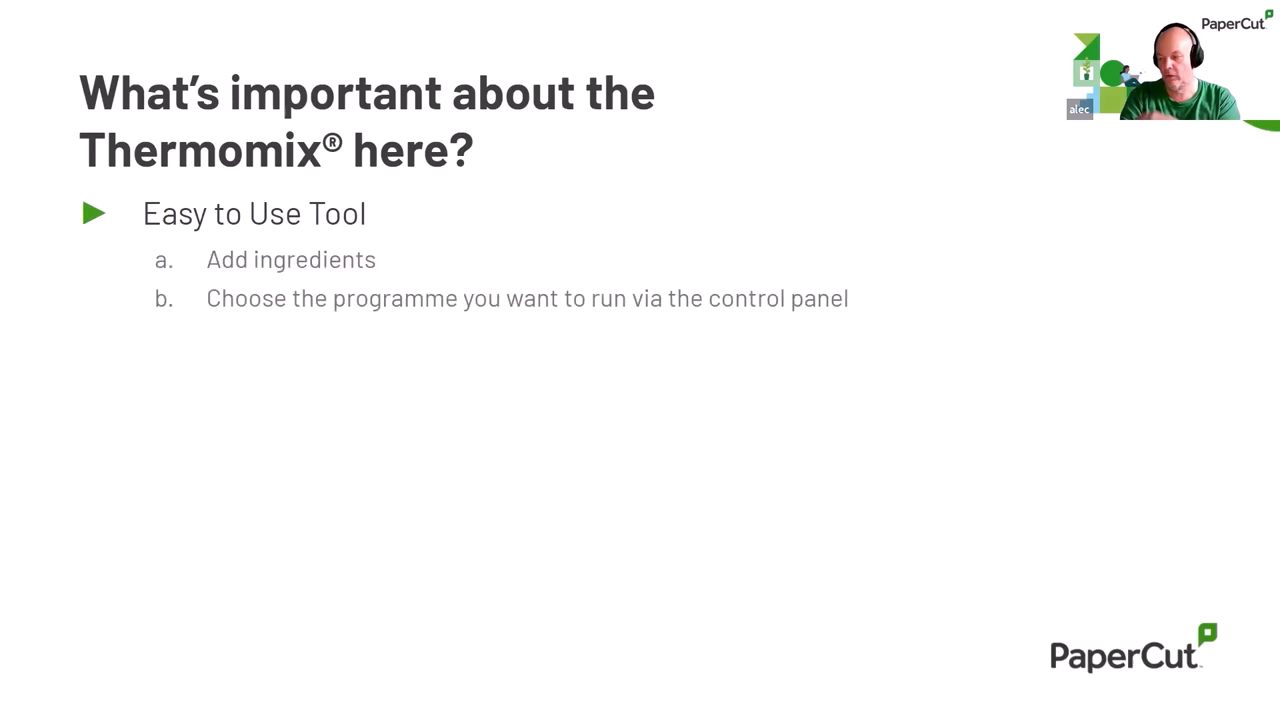 PaperCut
What's important about the
Thermomix® here?
alec
► Easy to Use Tool
a. Add ingredients
b. Choose the programme you want to run via the control panel
PaperCut™